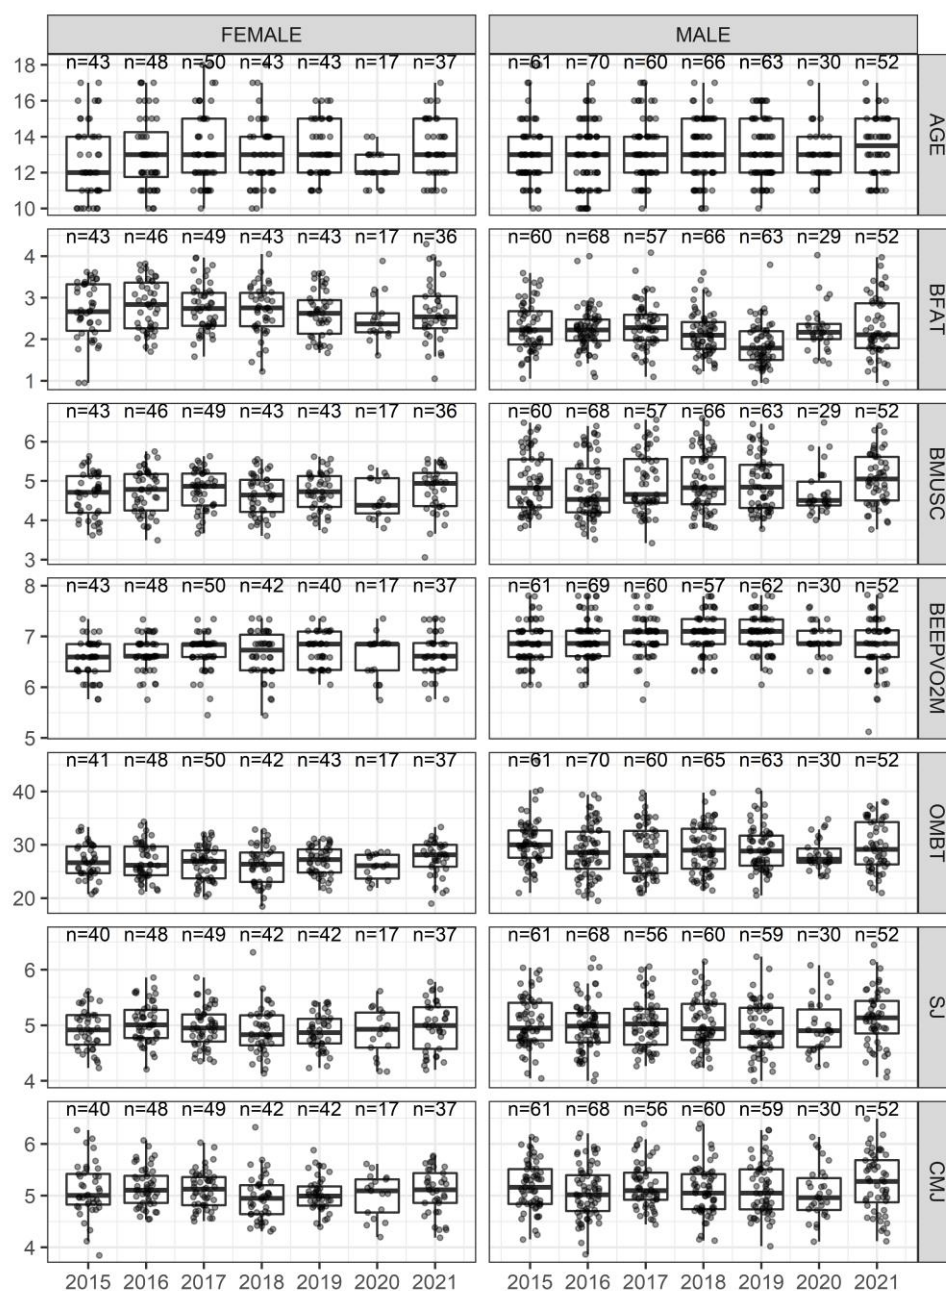 FEMALE MALE
n=43 n=48 n=50 n=43 n=43 n=17 n=37 n=61 n=70 n=60 n=66 n=63 n=30 n=52
18
16
14
12
10
AGE
n=43 n=46 n=49 n=43 n=43 n=17 n=36 n=60 n=68 n=57 n=66 n=63 n=29 n=52
4
3
2
1
BFAT
n=43 n=46 n=49 n=43 n=43 n=17 n=36 n=60 n=68 n=57 n=66 n=63 n=29 n=52
6
5
4
3
BMUSC
n=43 n=48 n=50 n=42 n=40 n=17 n=37 n=61 n=69 n=60 n=57 n=62 n=30 n=52
8
7
6
5
BEEPVO2M
n=41 n=48 n=50 n=42 n=43 n=17 n=37 n=61 n=70 n=60 n=65 n=63 n=30 n=52
40
30
20
OMBT
n=40 n=48 n=49 n=42 n=42 n=17 n=37 n=61 n=68 n=56 n=60 n=59 n=30 n=52
6
5
4
SJ
n=40 n=48 n=49 n=42 n=42 n=17 n=37 n=61 n=68 n=56 n=60 n=59 n=30 n=52
6
5
4
CMJ
2015 2016 2017 2018 2019 2020 2021 2015 2016 2017 2018 2019 2020 2021